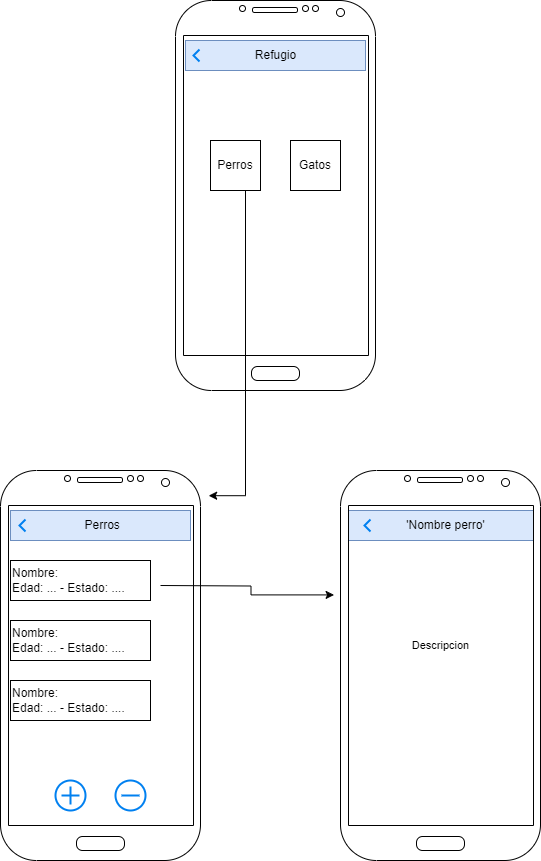 Refugio
Perros
Gatos
Perros
Nombre:
Edad: ... - Estado: ....
Nombre:
Edad: ... - Estado: ....
Nombre:
Edad: ... - Estado: ....
'Nombre perro'
Descripcion